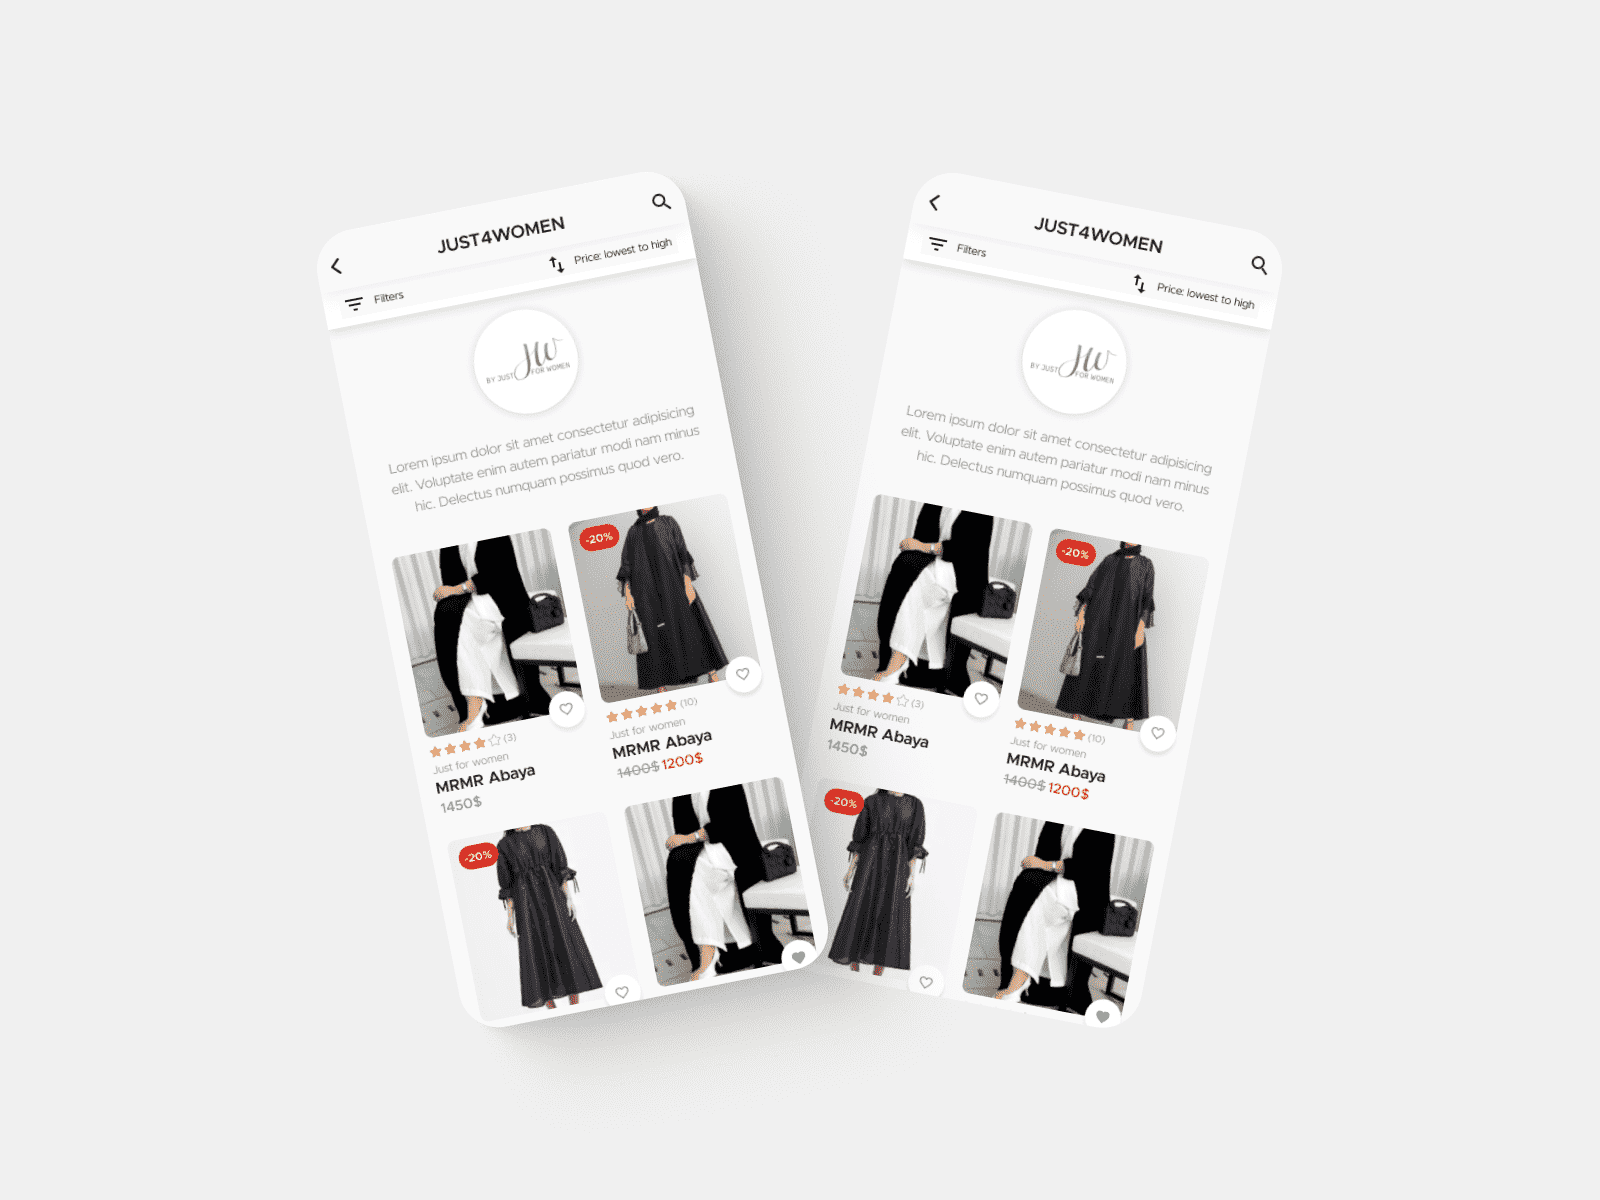 JUST4WOMEN
Filters
Price: lowest to high
JW
BY JUST FOR WOMEN
Lorem ipsum dolor sit amet consectetur adipisicing
elit. Voluptate enim autem pariatur modi nam minus
hic. Delectus numquam possimus quod vero.
(3)
Just for women
MRMR Abaya
1450$
-20%
(10)
Just for women
MRMR Abaya
1400$ 1200$
-20%
JUST4WOMEN
Filters
Price: lowest to high
JW
BY JUST FOR WOMEN
Lorem ipsum dolor sit amet consectetur adipisicing
elit. Voluptate enim autem pariatur modi nam minus
hic. Delectus numquam possimus quod vero.
(3)
Just for women
MRMR Abaya
1450$
-20%
(10)
Just for women
MRMR Abaya
1400$ 1200$
-20%